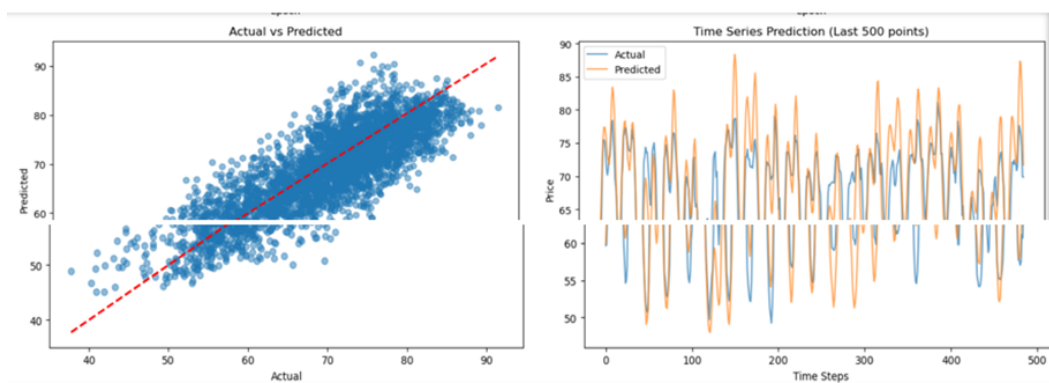 Actual vs Predicted
90
80
70
60
50
40
Predicted
40 50 60 70 80 90
Actual
Time Series Prediction (Last 500 points)
Actual
Predicted
90
85
80
75
70
65
60
55
50
Price
0 100 200 300 400 500
Time Steps